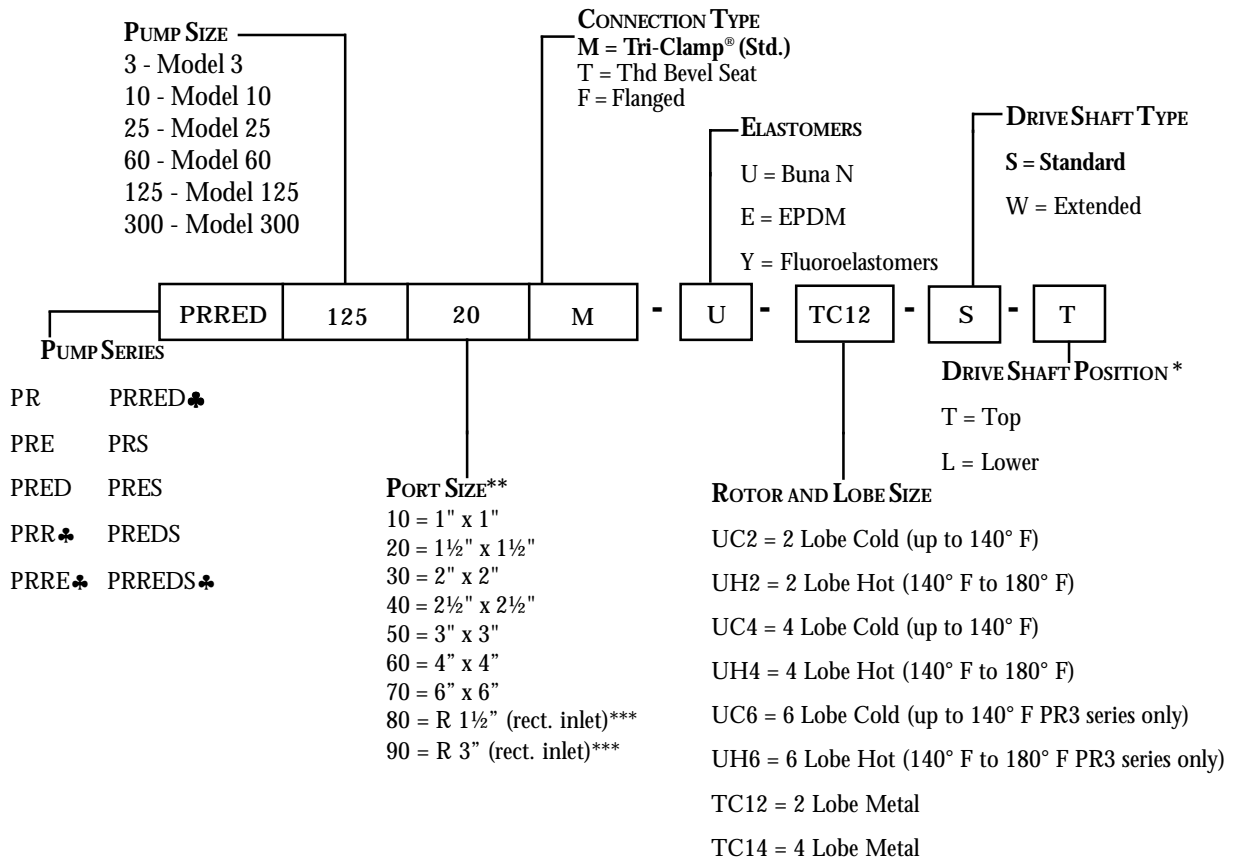 PUMP SIZE
3 - Model 3
10 - Model 10
25 - Model 25
60 - Model 60
125 - Model 125
300 - Model 300
CONNECTION TYPE
M = Tri-Clamp® (Std.)
T = Thd Bevel Seat
F = Flanged
ELASTOMERS
U = Buna N
E = EPDM
Y = Fluoroelastomers
DRIVE SHAFT TYPE
S = Standard
W = Extended
PRRED 125 20 M - U - TC12 - S - T
PUMP SERIES
PR PRRED♣
PRE PRS
PRED PRES
PRR♣ PREDS
PRRE♣ PRREDS♣
PORT SIZE**
10 = 1" x 1"
20 = 1½" x 1½"
30 = 2" x 2"
40 = 2½" x 2½"
50 = 3" x 3"
60 = 4” x 4”
70 = 6” x 6”
80 = R 1½” (rect. inlet)***
90 = R 3” (rect. inlet)***
DRIVE SHAFT POSITION *
T = Top
L = Lower
ROTOR AND LOBE SIZE
UC2 = 2 Lobe Cold (up to 140° F)
UH2 = 2 Lobe Hot (140° F to 180° F)
UC4 = 4 Lobe Cold (up to 140° F)
UH4 = 4 Lobe Hot (140° F to 180° F)
UC6 = 6 Lobe Cold (up to 140° F PR3 series only)
UH6 = 6 Lobe Hot (140° F to 180° F PR3 series only)
TC12 = 2 Lobe Metal
TC14 = 4 Lobe Metal